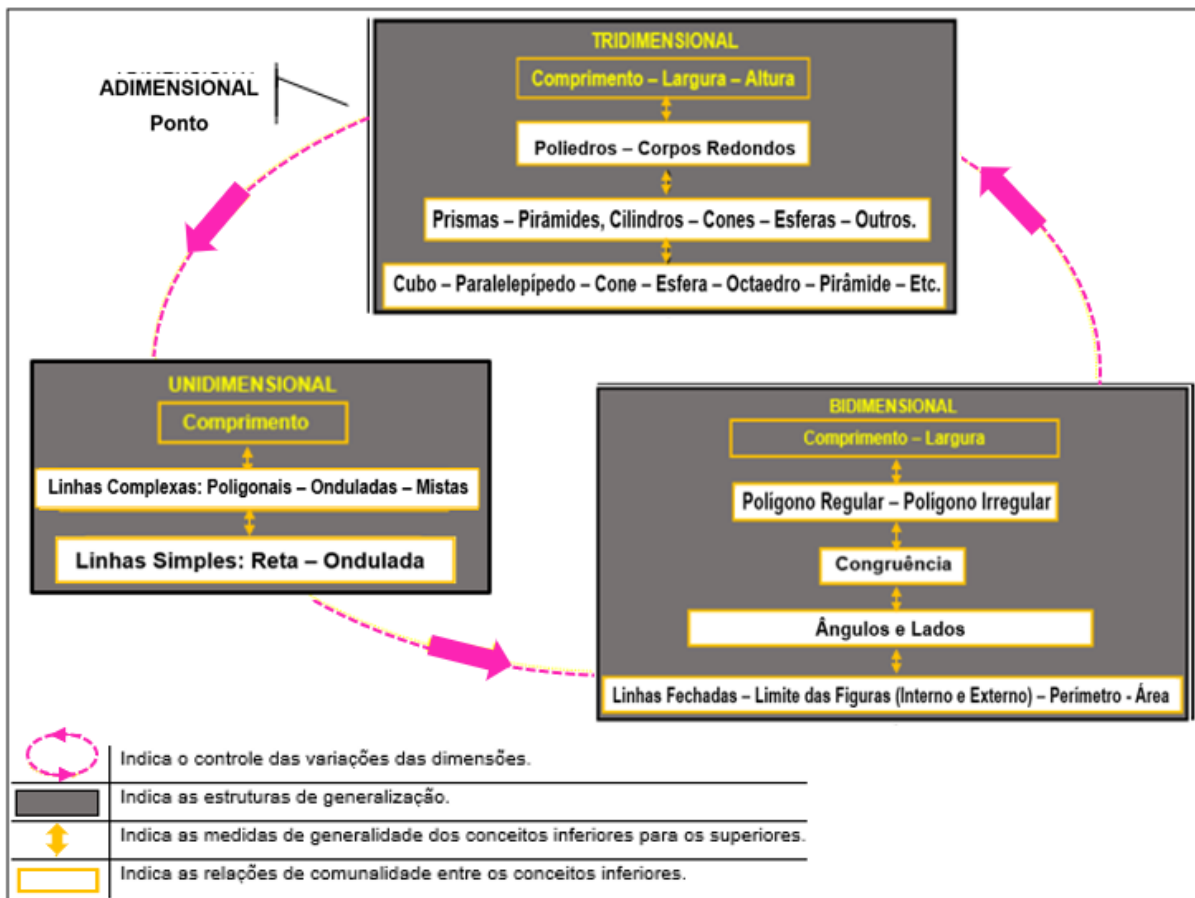 ADIMENSIONAL
Ponto
TRIDIMENSIONAL
Comprimento – Largura – Altura
Poliedros – Corpos Redondos
Prismas – Pirâmides, Cilindros – Cones – Esferas – Outros.
Cubo – Paralelepípedo – Cone – Esfera – Octaedro – Pirâmide – Etc.
UNIDIMENSIONAL
Comprimento
Linhas Complexas: Poligonais – Onduladas – Mistas
Linhas Simples: Reta – Ondulada
BIDIMENSIONAL
Comprimento – Largura
Polígono Regular – Polígono Irregular
Congruência
Ângulos e Lados
Linhas Fechadas – Limite das Figuras (Interno e Externo) – Perímetro - Área
Indica o controle das variações das dimensões.
Indica as estruturas de generalização.
Indica as medidas de generalidade dos conceitos inferiores para os superiores.
Indica as relações de comunalidade entre os conceitos inferiores.